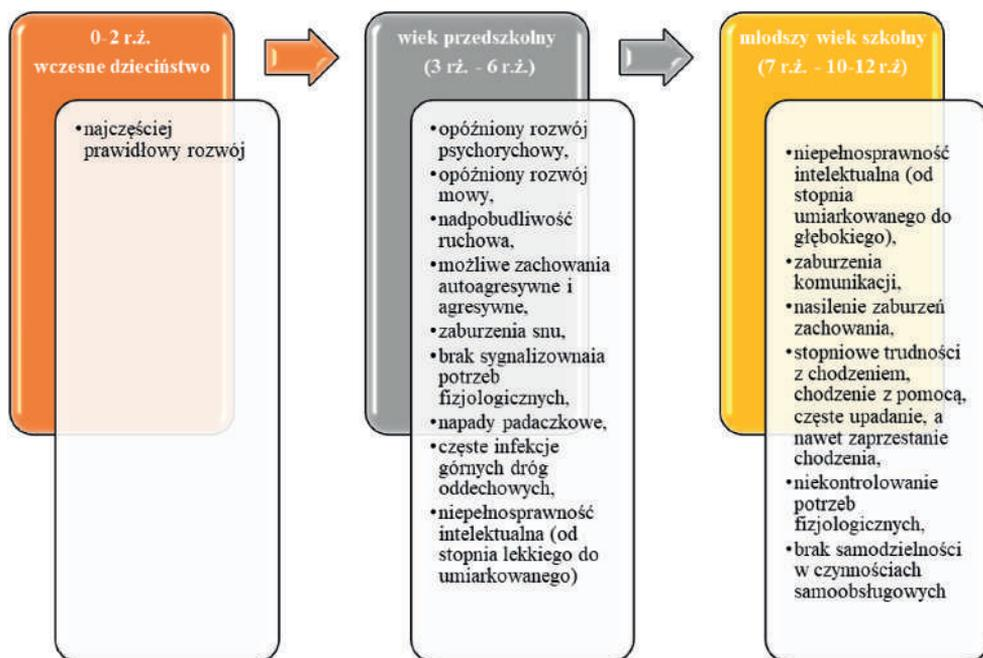 0-2 r.ż.
wczesne dzieciństwo
•najczęściej
prawidłowy rozwój
wiek przedszkolny
(3 rż. - 6 r.ż.)
•opóźniony rozwój
psychorychowy,
•opóźniony rozwój
mowy,
•nadpobudliwość
ruchowa,
•możliwe zachowania
autoagresywne i
agresywne,
•zaburzenia snu,
•brak sygnalizownaia
potrzeb
fizjologicznych,
•napady padaczkowe,
•częste infekcje
górnych dróg
oddechowych,
•niepełnosprawność
intelektualna (od
stopnia lekkiego do
umiarkowanego)
młodszy wiek szkolny
(7 r.ż. - 10-12 r.ż)
•niepełnosprawność
intelektualna (od
stopnia
umiarkowanego do
głębokiego),
•zaburzenia
komunikacji,
•nasilenie zaburzeń
zachowania,
•stopniowe trudności
z chodzeniem,
chodzenie z pomocą,
częste upadanie, a
nawet zaprzestanie
chodzenia,
•niekontrolowanie
potrzeb
fizjologicznych,
•brak samodzielności
w czynnościach
samoobsługowych